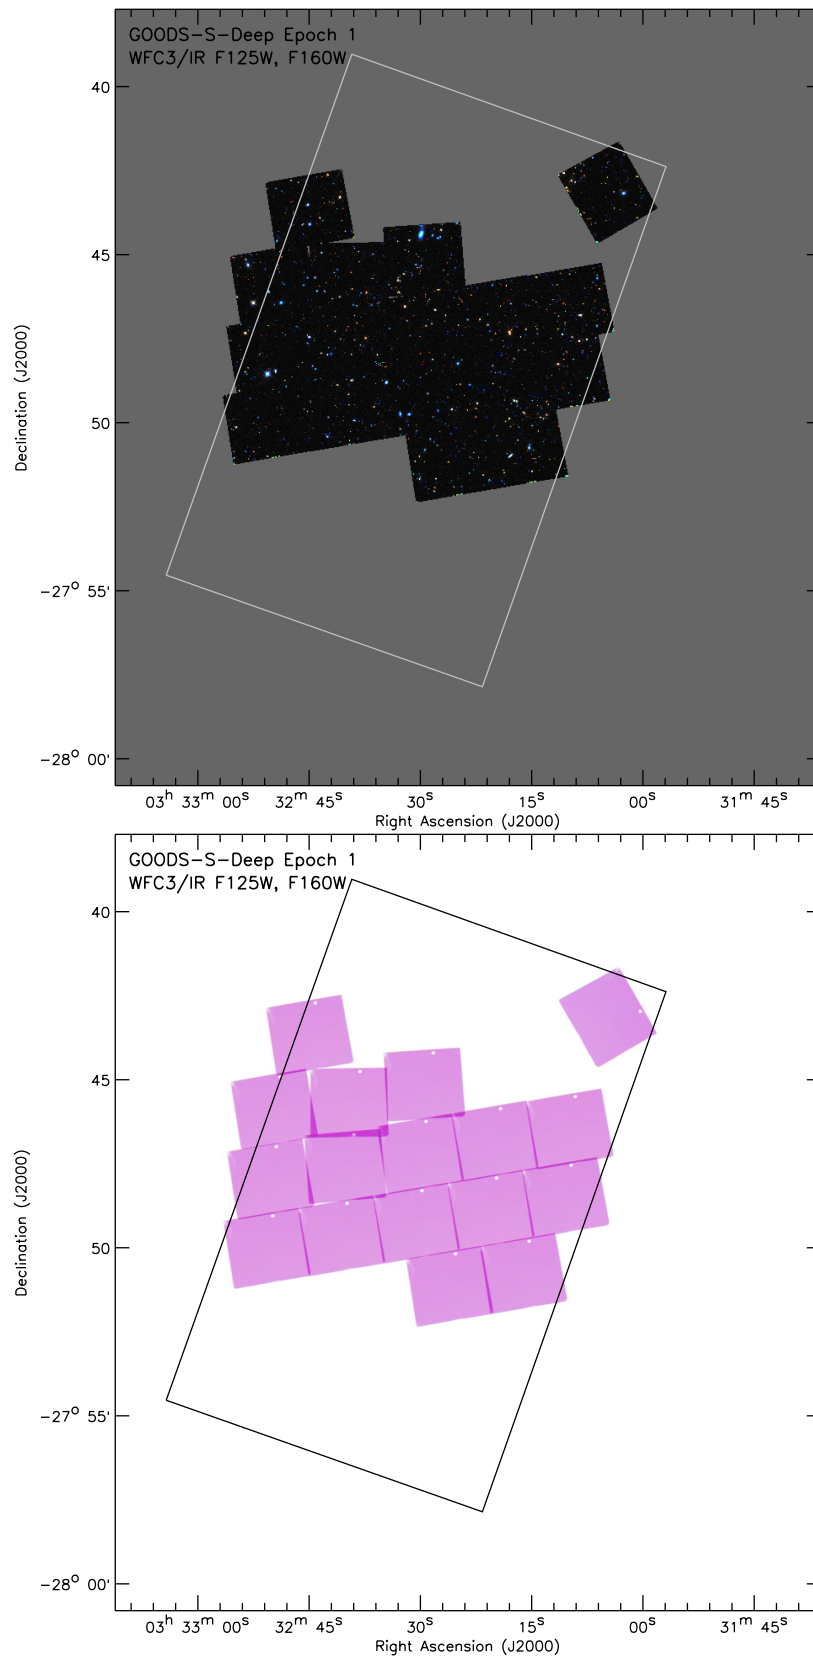 GOODS-S-Deep Epoch 1
WFC3/IR F125W, F160W
40
45
50
-27° 55'
-28° 00'
Declination (J2000)
03ʰ 33ᵐ 00ˢ 32ᵐ 45ˢ 30ˢ 15ˢ 00ˢ 31ᵐ 45ˢ
Right Ascension (J2000)
GOODS-S-Deep Epoch 1
WFC3/IR F125W, F160W
40
45
50
-27° 55'
-28° 00'
Declination (J2000)
03ʰ 33ᵐ 00ˢ 32ᵐ 45ˢ 30ˢ 15ˢ 00ˢ 31ᵐ 45ˢ
Right Ascension (J2000)